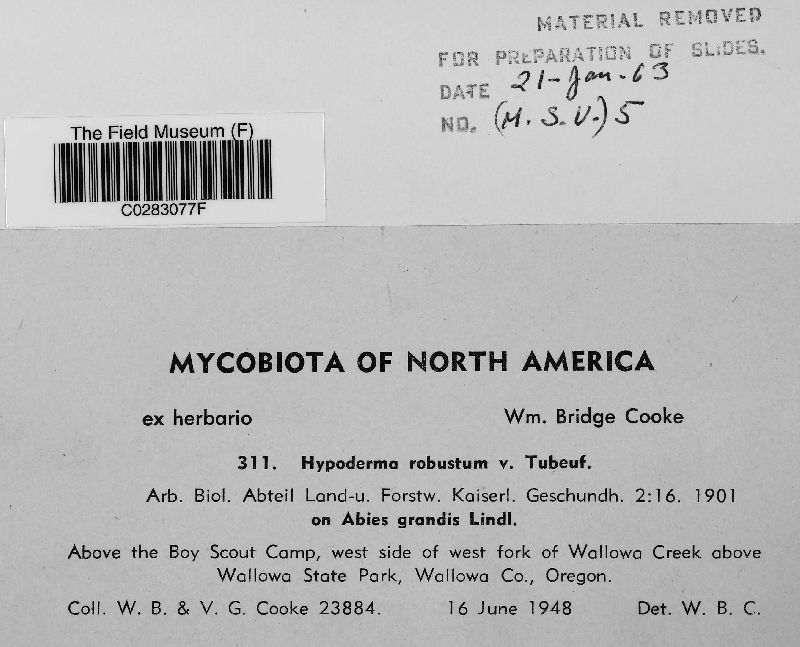 MATERIAL REMOVED
FOR PREPARATION OF SLIDES.
DATE 21-Jan-63
NO. (M.S.V.) 5
The Field Museum (F)
C0283077F
MYCOBIOTA OF NORTH AMERICA
ex herbario Wm. Bridge Cooke
311. Hypoderma robustum v. Tubeuf.
Arb. Biol. Abteil Land-u. Forstw. Kaiserl. Geschundh. 2:16. 1901
on Abies grandis Lindl.
Above the Boy Scout Camp, west side of west fork of Wallowa Creek above
Wallowa State Park, Wallowa Co., Oregon.
Coll. W. B. & V. G. Cooke 23884. 16 June 1948 Det. W. B. C.